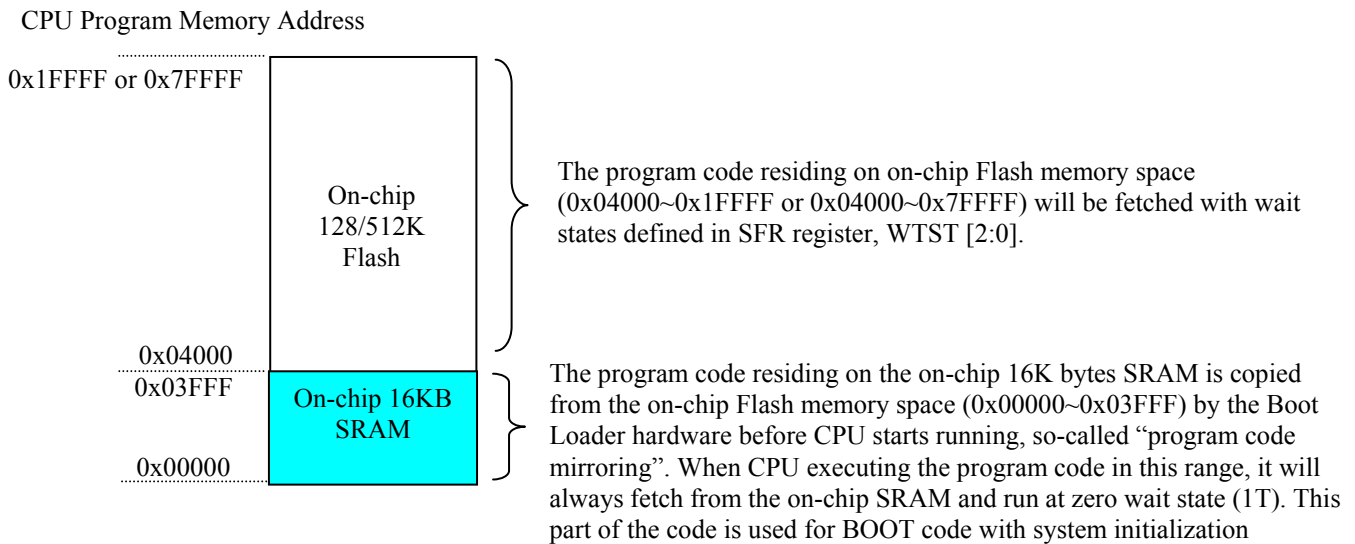 CPU Program Memory Address
0x1FFFF or 0x7FFFF
On-chip
128/512K
Flash
The program code residing on on-chip Flash memory space
(0x04000~0x1FFFF or 0x04000~0x7FFFF) will be fetched with wait
states defined in SFR register, WTST [2:0].
0x04000
0x03FFF
On-chip 16KB
SRAM
0x00000
The program code residing on the on-chip 16K bytes SRAM is copied
from the on-chip Flash memory space (0x00000~0x03FFF) by the Boot
Loader hardware before CPU starts running, so-called “program code
mirroring”. When CPU executing the program code in this range, it will
always fetch from the on-chip SRAM and run at zero wait state (1T). This
part of the code is used for BOOT code with system initialization